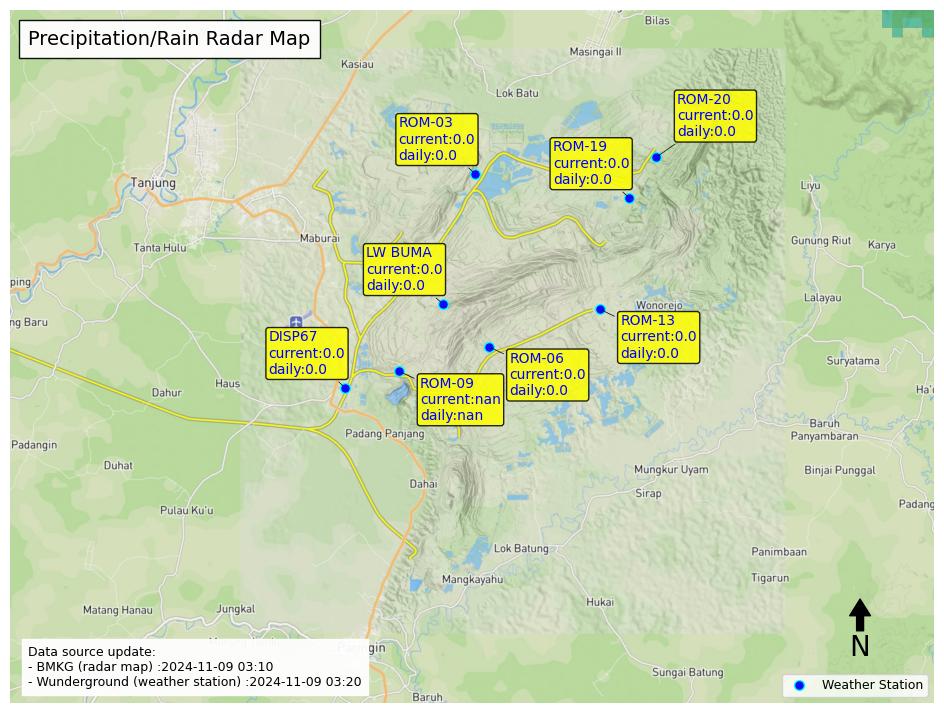 Precipitation/Rain Radar Map
Bilas
Masingai II
Kasiau
Lok Batu
ROM-20
current:0.0
daily:0.0
ROM-03
current:0.0
daily:0.0
ROM-19
current:0.0
daily:0.0
Tanjung
Liyu
Maburai
Tanta Hulu
Gunung Riut
Karya
LW BUMA
current:0.0
daily:0.0
ping
Lalayau
Wonorejo
ng Baru
ROM-13
current:0.0
daily:0.0
DISP67
current:0.0
daily:0.0
ROM-06
current:0.0
daily:0.0
Suryatama
Haus
Dahur
ROM-09
current:nan
daily:nan
Ha'
Baruh
Panyambaran
Padang Panjang
Padangin
Duhat
Mungkur Uyam
Binjai Punggal
Dahai
Sirap
Padang
Pulau Ku'u
Lok Batung
Panimbaan
Mangkayahu
Tigarun
Hukai
Matang Hanau
Jungkal
N
Data source update:
- BMKG (radar map) :2024-11-09 03:10
- Wunderground (weather station) :2024-11-09 03:20
Sungai Batung
Weather Station
Baruh